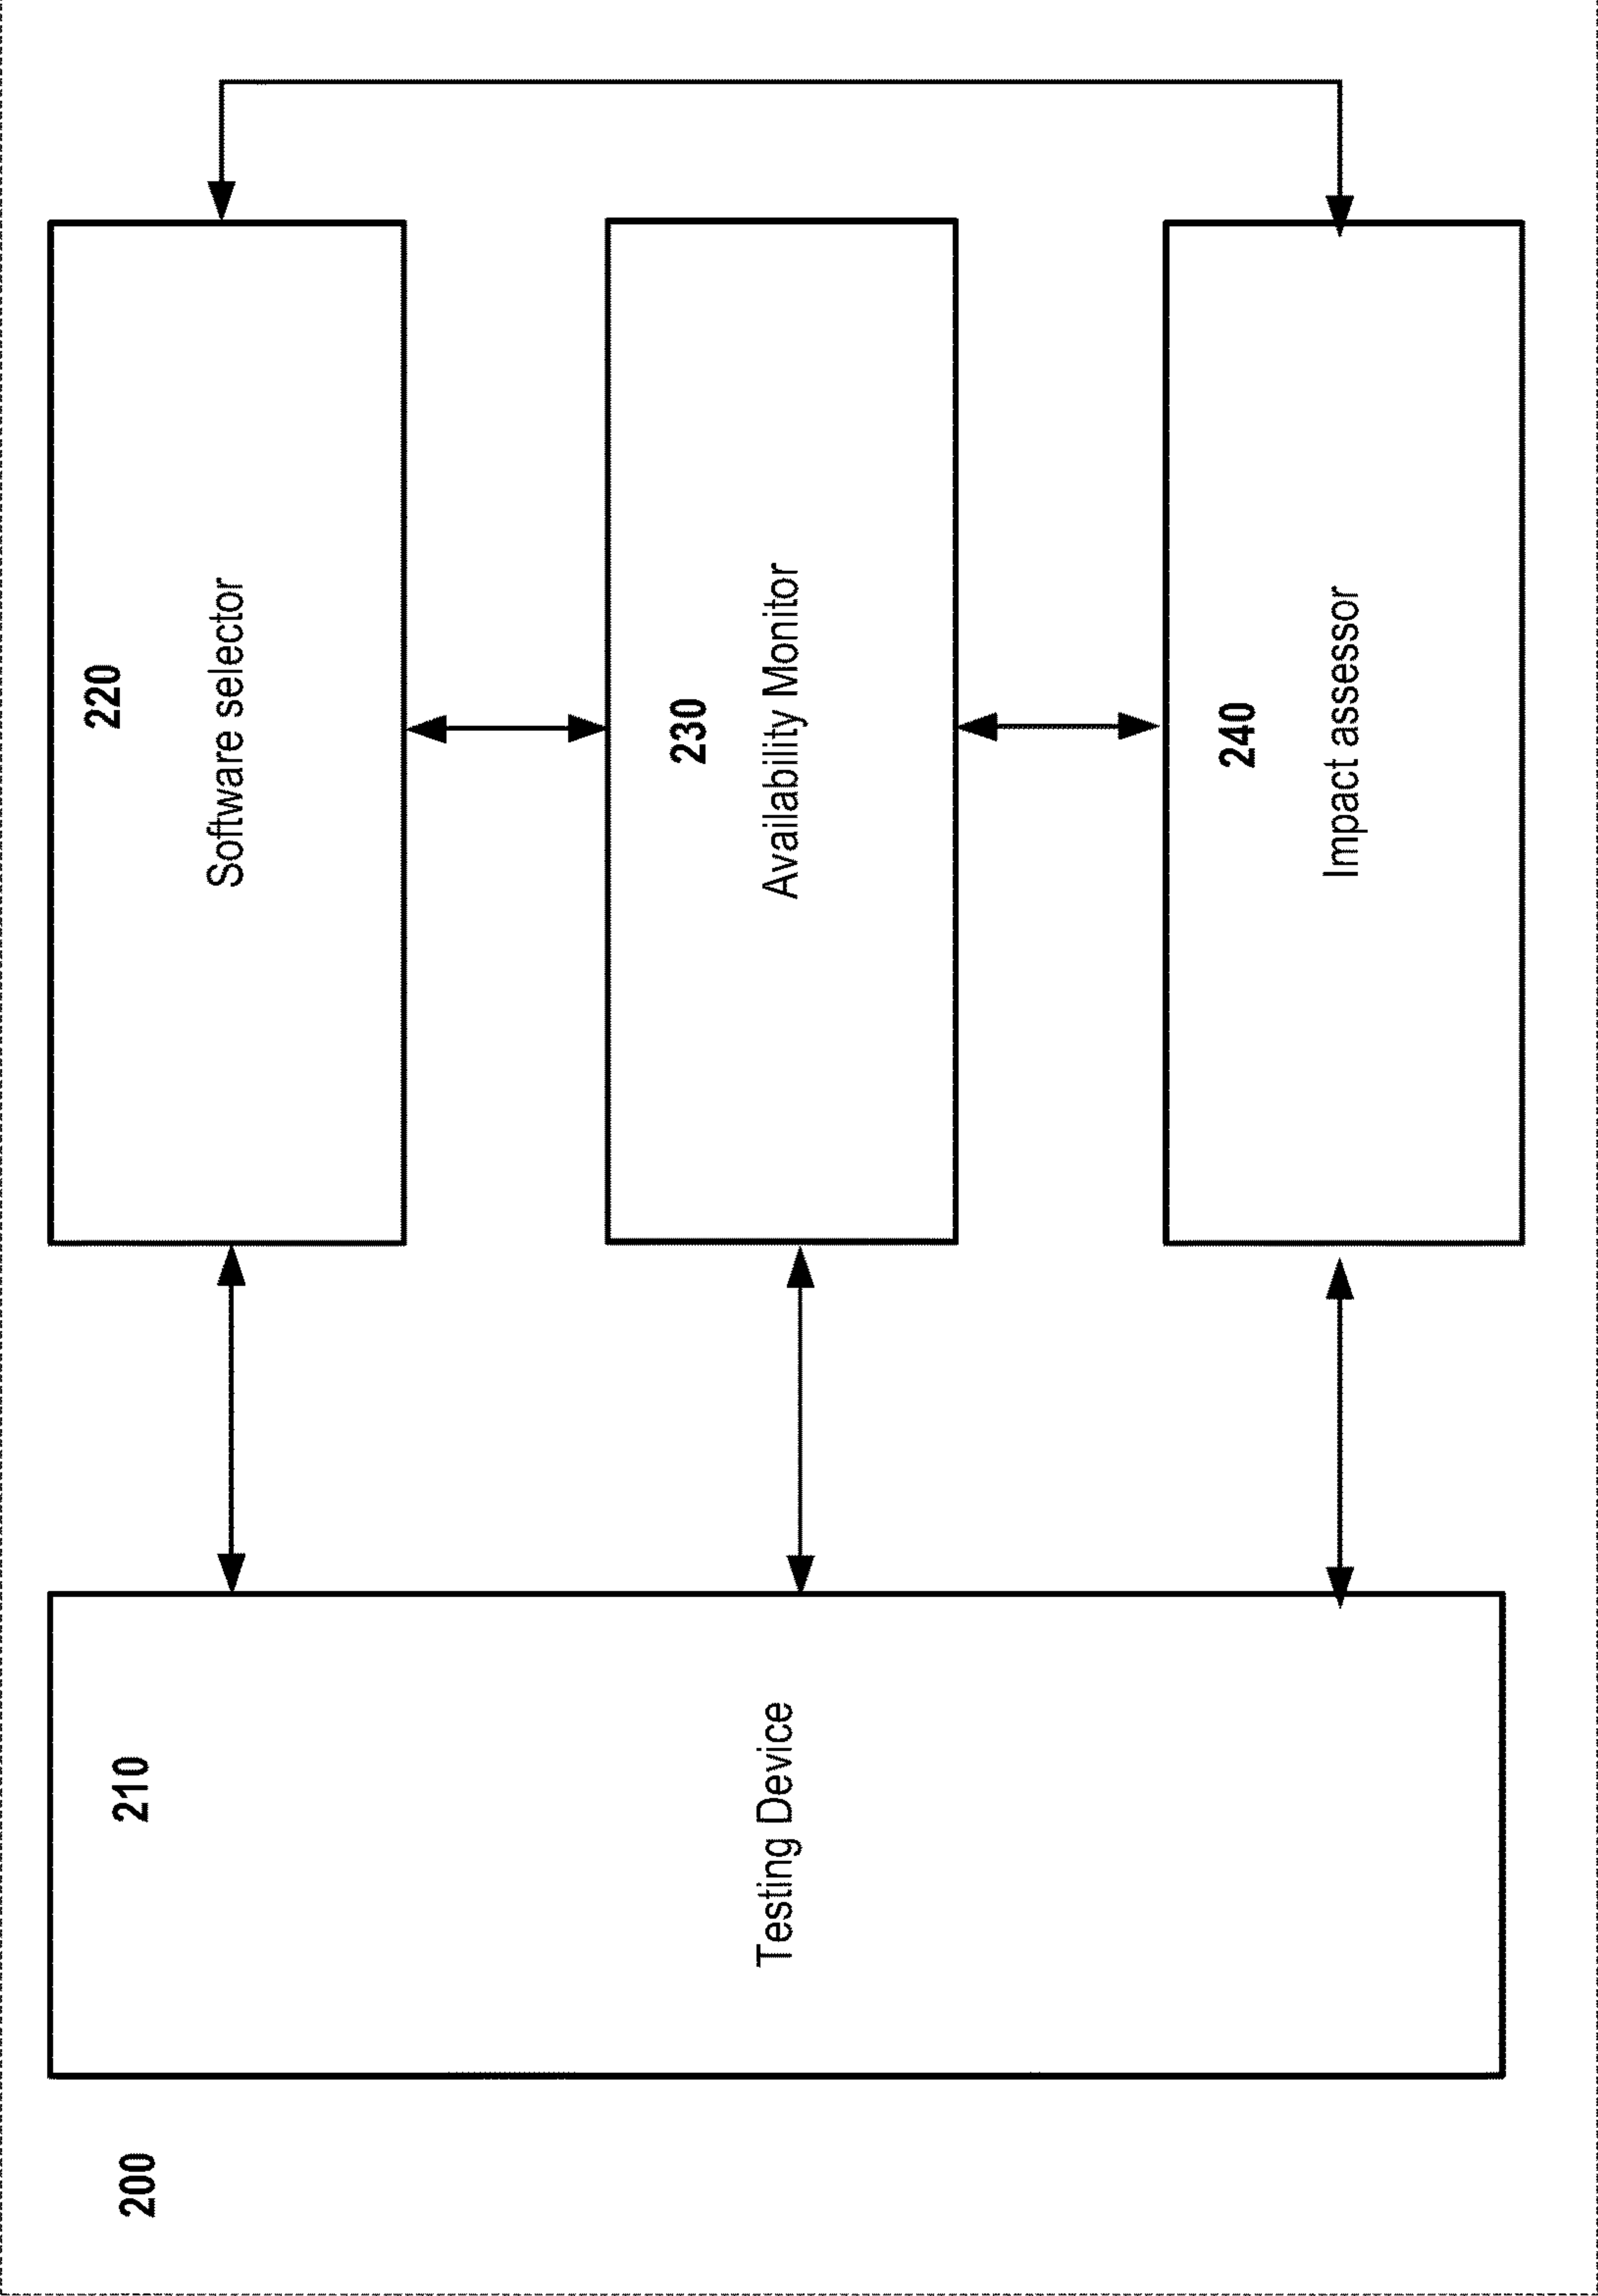 200
210
Testing Device
220
Software selector
230
Availability Monitor
240
Impact assessor